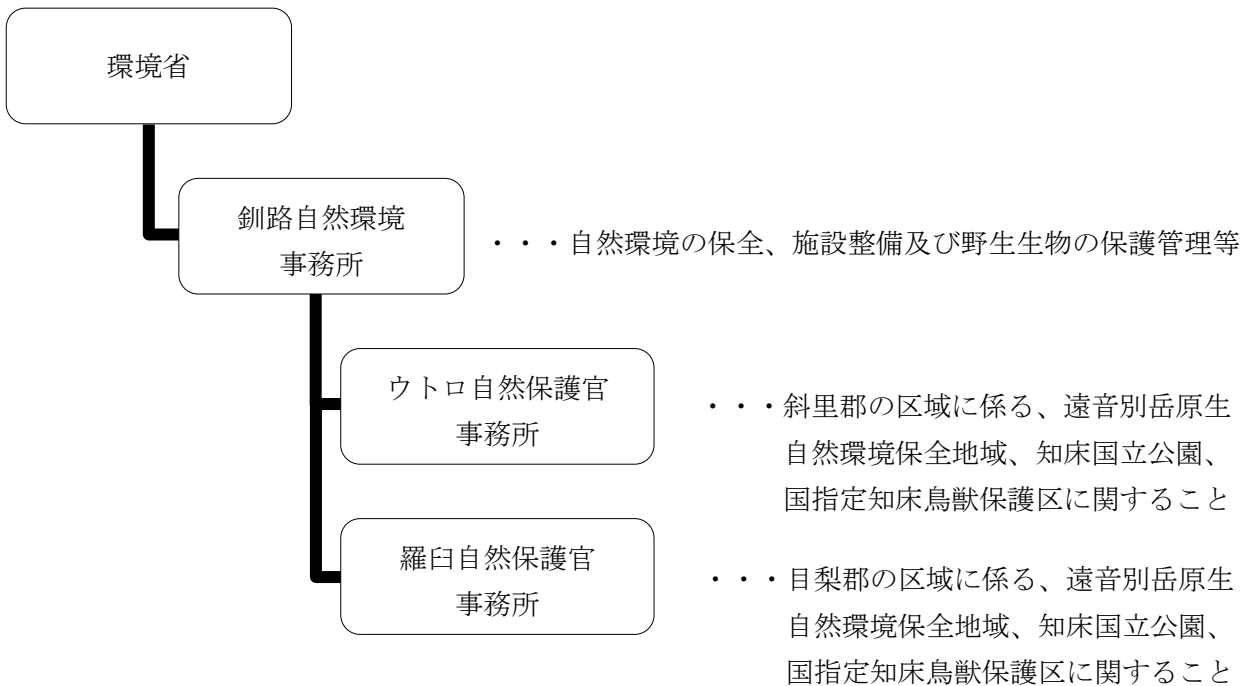 環境省
釧路自然環境
事務所
・・・自然環境の保全、施設整備及び野生生物の保護管理等
ウトロ自然保護官
事務所
・・・斜里郡の区域に係る、遠音別岳原生
自然環境保全地域、知床国立公園、
国指定知床鳥獣保護区に関すること
羅臼自然保護官
事務所
・・・目梨郡の区域に係る、遠音別岳原生
自然環境保全地域、知床国立公園、
国指定知床鳥獣保護区に関すること